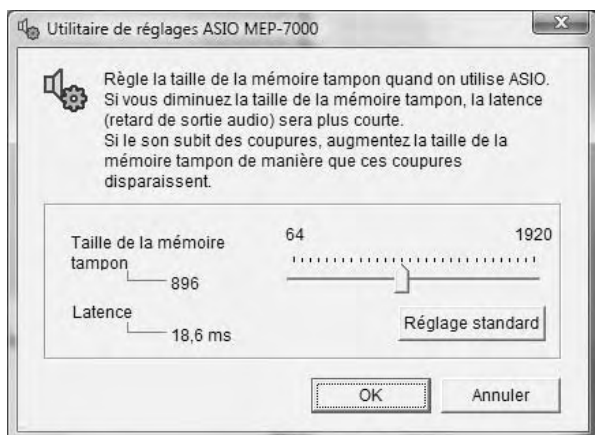 Utilitaire de réglages ASIO MEP-7000
Règle la taille de la mémoire tampon quand on utilise ASIO.
Si vous diminuez la taille de la mémoire tampon, la latence
(retard de sortie audio) sera plus courte.
Si le son subit des coupures, augmentez la taille de la
mémoire tampon de manière que ces coupures
disparaissent.
64 1920
Taille de la mémoire
tampon
896
Latence
18,6 ms
Réglage standard
OK Annuler